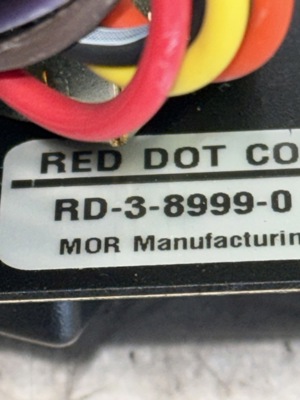 RED DOT CO
RD-3-8999-0
MOR Manufacturin